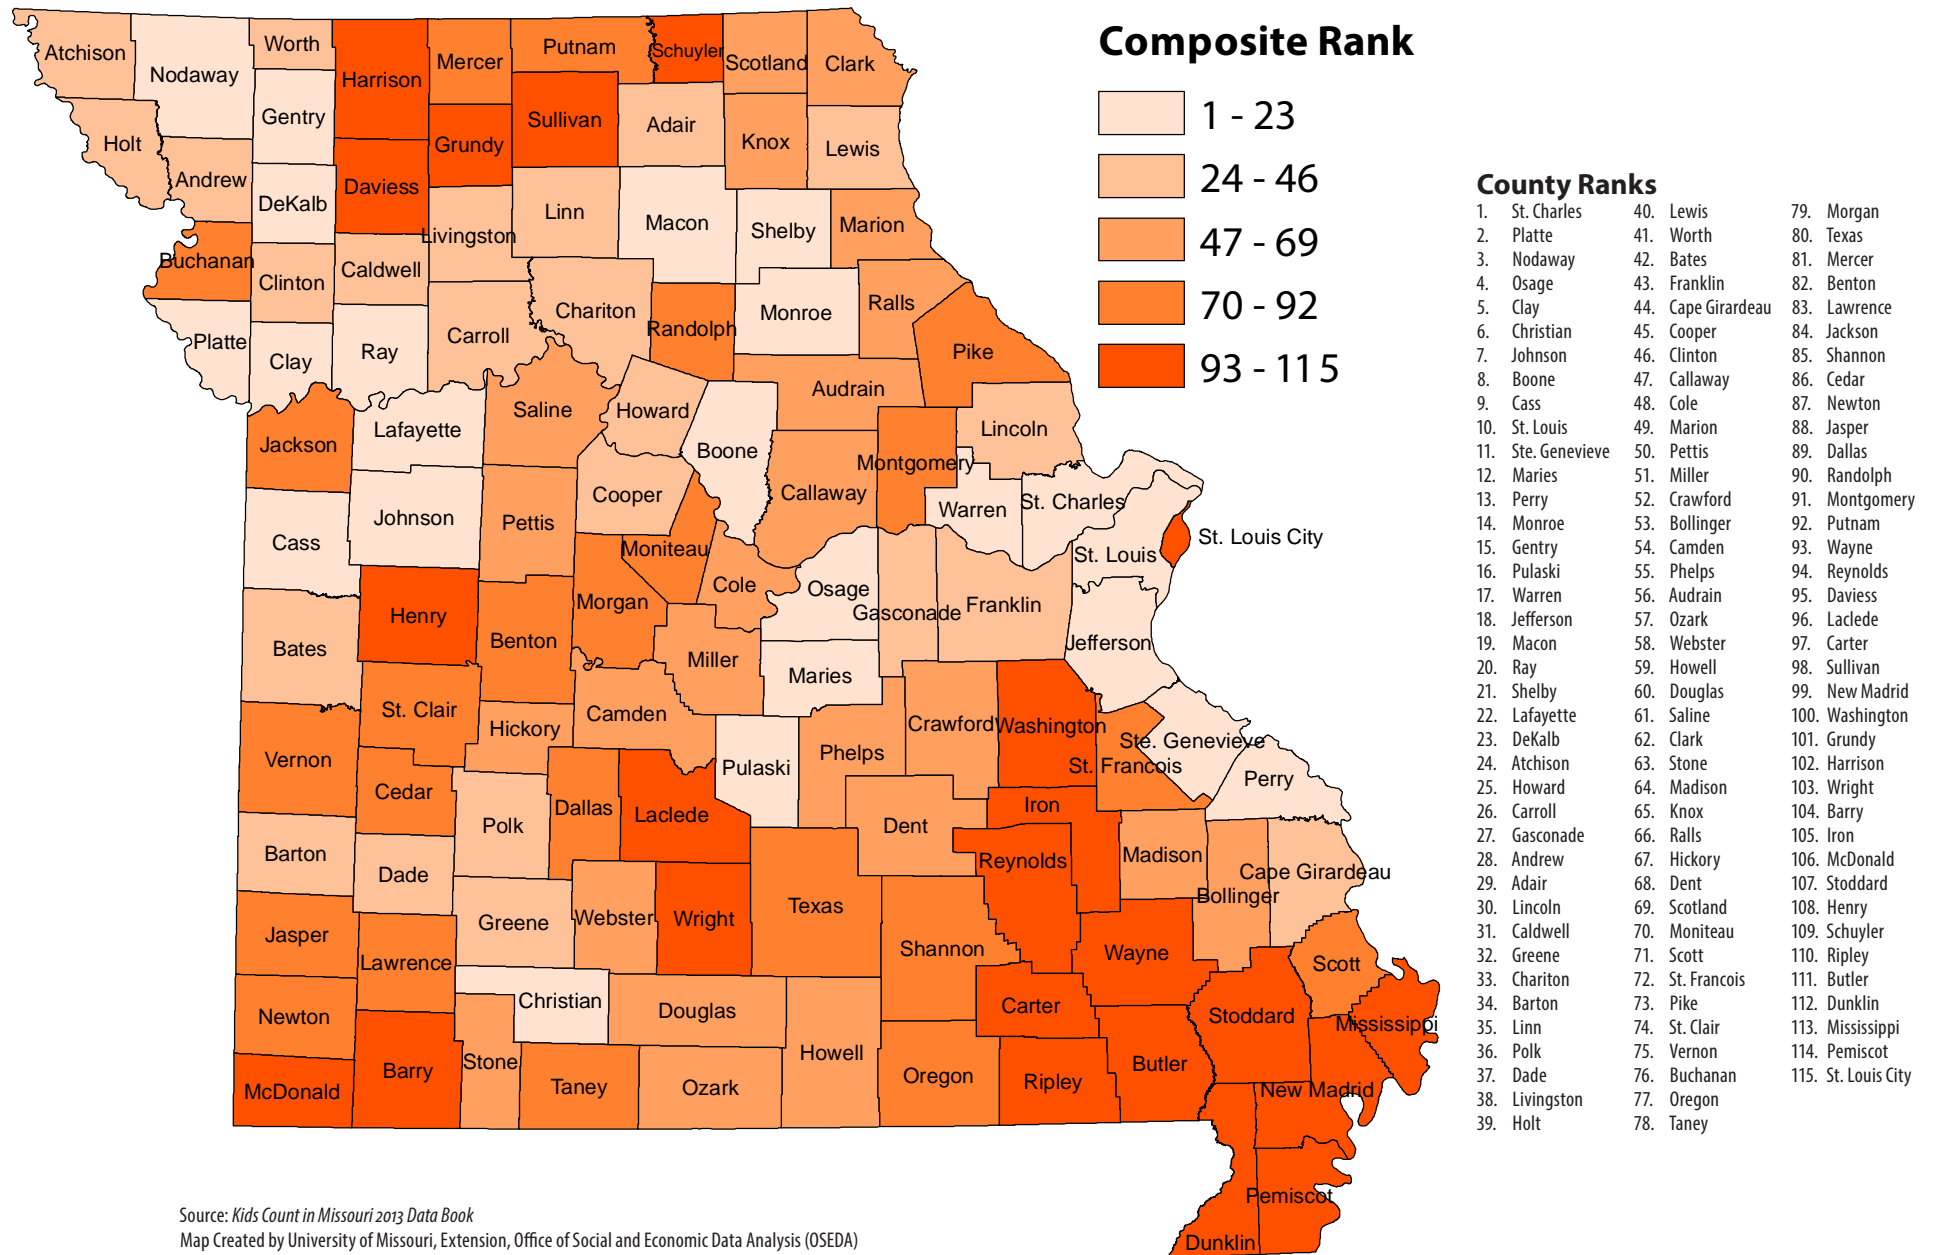 Composite Rank
1 - 23
24 - 46
47 - 69
70 - 92
93 - 115
Atchison
Nodaway
Worth
Harrison
Mercer
Putnam
Schuyler
Scotland
Clark
Holt
Gentry
Grundy
Sullivan
Adair
Knox
Lewis
Andrew
DeKalb
Daviess
Livingston
Linn
Macon
Shelby
Marion
Buchanan
Clinton
Caldwell
Chariton
Randolph
Monroe
Ralls
Platte
Clay
Ray
Carroll
Pike
Audrain
Jackson
Lafayette
Saline
Howard
Boone
Lincoln
Montgomery
Callaway
Cooper
Warren
St. Charles
Cass
Johnson
Pettis
Moniteau
St. Louis
St. Louis City
Cole
Osage
Gasconade
Franklin
Morgan
Henry
Benton
Bates
Miller
Maries
Jefferson
St. Clair
Hickory
Camden
Crawford
Washington
Vernon
Phelps
Pulaski
Ste. Genevieve
St. Francois
Perry
Cedar
Dallas
Laclede
Iron
Polk
Dent
Barton
Dade
Reynolds
Madison
Cape Girardeau
Bollinger
Greene
Webster
Wright
Texas
Jasper
Lawrence
Shannon
Wayne
Scott
Christian
Douglas
Carter
Stoddard
Mississippi
Newton
Stone
Howell
Butler
McDonald
Barry
Taney
Ozark
Oregon
Ripley
New Madrid
Pemiscot
Dunklin
County Ranks
1. St. Charles
2. Platte
3. Nodaway
4. Osage
5. Clay
6. Christian
7. Johnson
8. Boone
9. Cass
10. St. Louis
11. Ste. Genevieve
12. Maries
13. Perry
14. Monroe
15. Gentry
16. Pulaski
17. Warren
18. Jefferson
19. Macon
20. Ray
21. Shelby
22. Lafayette
23. DeKalb
24. Atchison
25. Howard
26. Carroll
27. Gasconade
28. Andrew
29. Adair
30. Lincoln
31. Caldwell
32. Greene
33. Chariton
34. Barton
35. Linn
36. Polk
37. Dade
38. Livingston
39. Holt
40. Lewis
41. Worth
42. Bates
43. Franklin
44. Cape Girardeau
45. Cooper
46. Clinton
47. Callaway
48. Cole
49. Marion
50. Pettis
51. Miller
52. Crawford
53. Bollinger
54. Camden
55. Phelps
56. Audrain
57. Ozark
58. Webster
59. Howell
60. Douglas
61. Saline
62. Clark
63. Stone
64. Madison
65. Knox
66. Ralls
67. Hickory
68. Dent
69. Scotland
70. Moniteau
71. Scott
72. St. Francois
73. Pike
74. St. Clair
75. Vernon
76. Buchanan
77. Oregon
78. Taney
79. Morgan
80. Texas
81. Mercer
82. Benton
83. Lawrence
84. Jackson
85. Shannon
86. Cedar
87. Newton
88. Jasper
89. Dallas
90. Randolph
91. Montgomery
92. Putnam
93. Wayne
94. Reynolds
95. Daviess
96. Laclede
97. Carter
98. Sullivan
99. New Madrid
100. Washington
101. Grundy
102. Harrison
103. Wright
104. Barry
105. Iron
106. McDonald
107. Stoddard
108. Henry
109. Schuyler
110. Ripley
111. Butler
112. Dunklin
113. Mississippi
114. Pemiscot
115. St. Louis City
Source: Kids Count in Missouri 2013 Data Book
Map Created by University of Missouri, Extension, Office of Social and Economic Data Analysis (OSEDA)